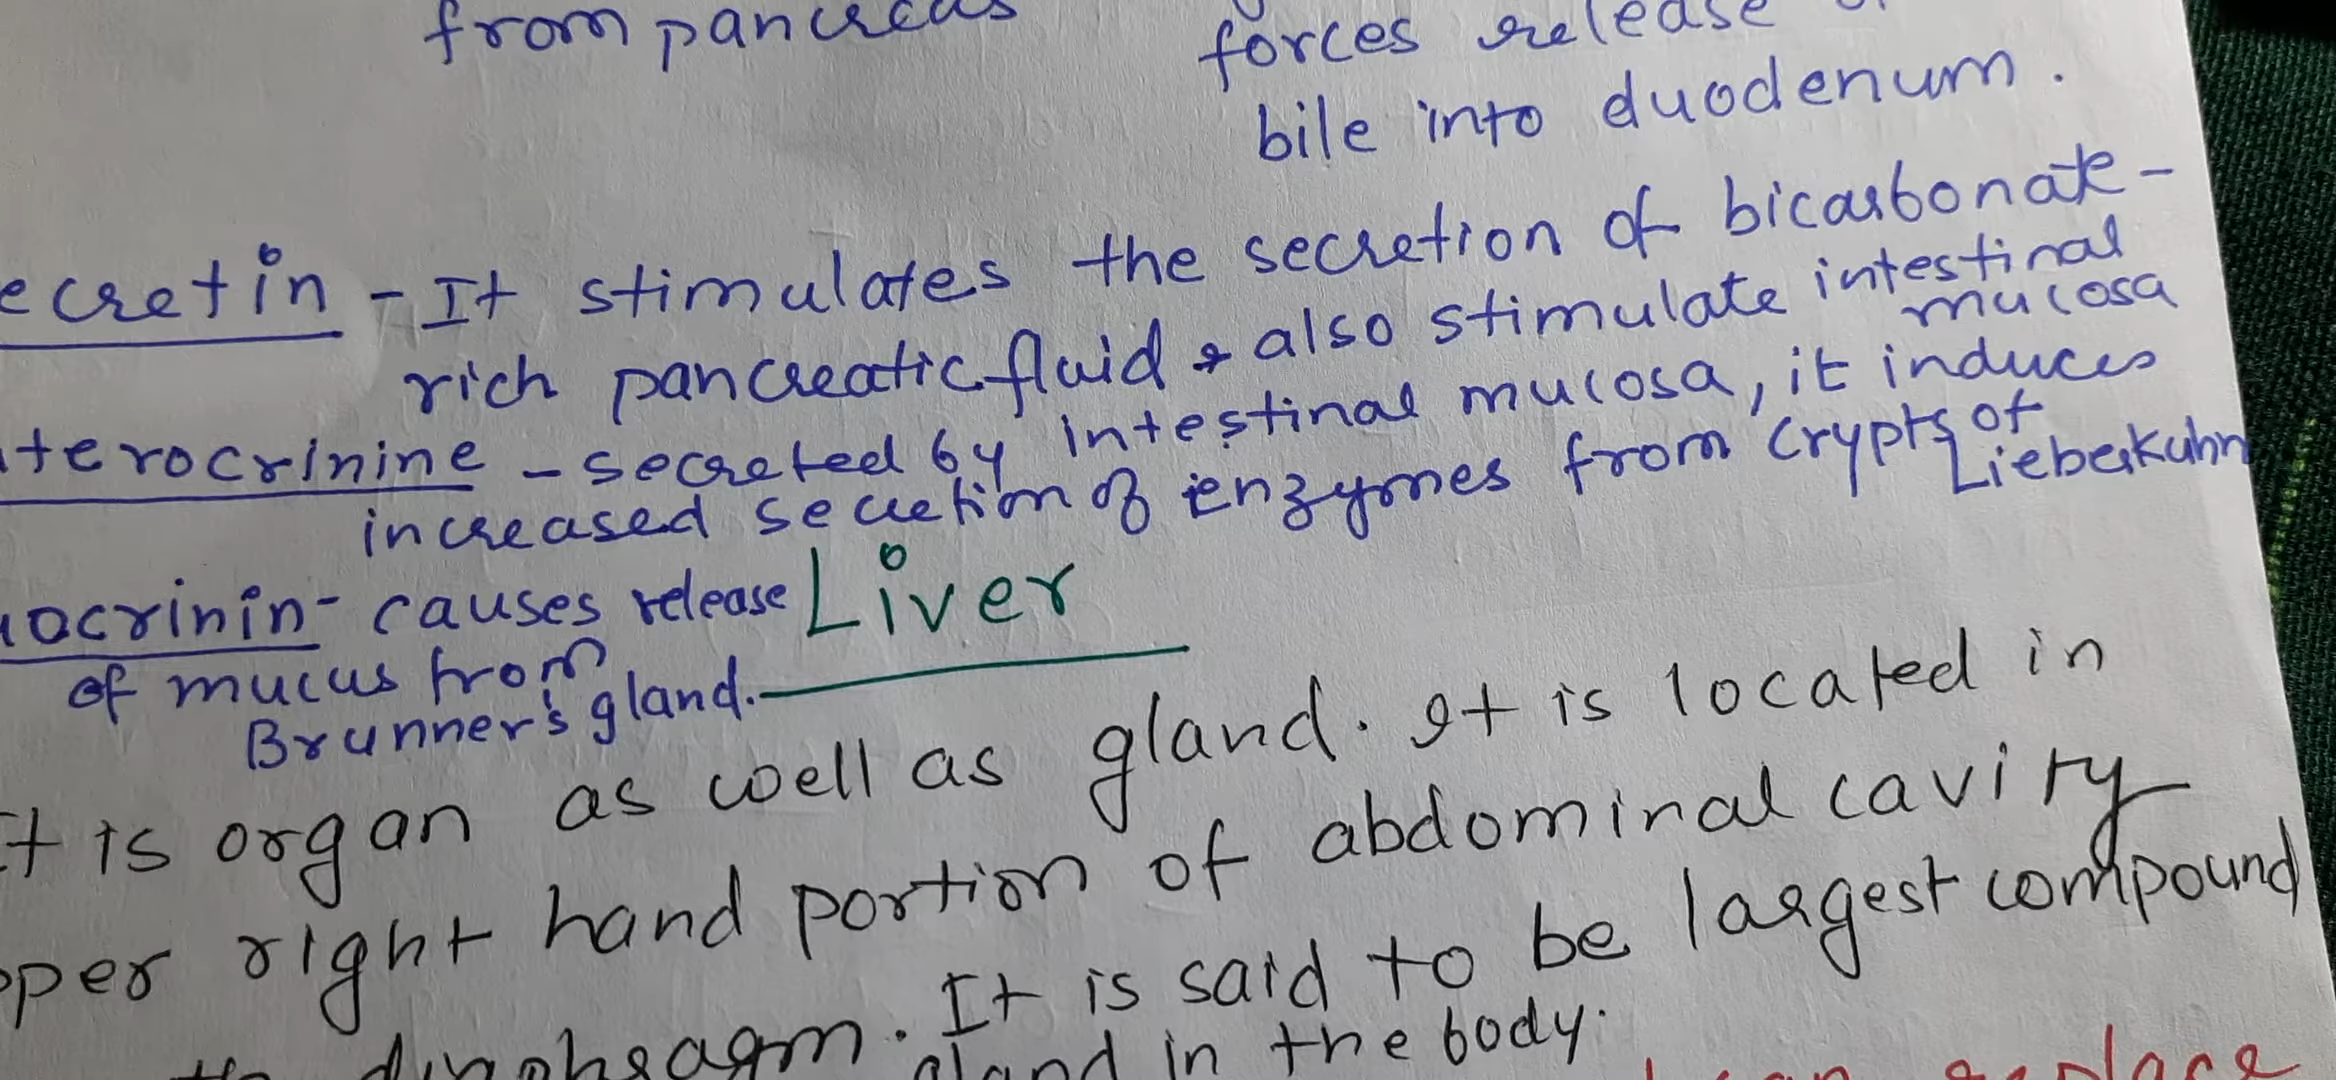 from pancreas
forces release
bile into duodenum.
ecretin - It stimulates the secretion of bicarbonate -
rich pancreatic fluid & also stimulate intestinal
mucosa
terocrinine - secreted by intestinal mucosa, it induces
increased secretion of enzymes from crypts of
Lieberkuhn
ocrinin - causes release
of mucus from
Brunner's gland.
Liver
t is organ as well as gland. It is located in
per right hand portion of abdominal cavity
diaphragm. It is said to be largest compound
gland in the body.